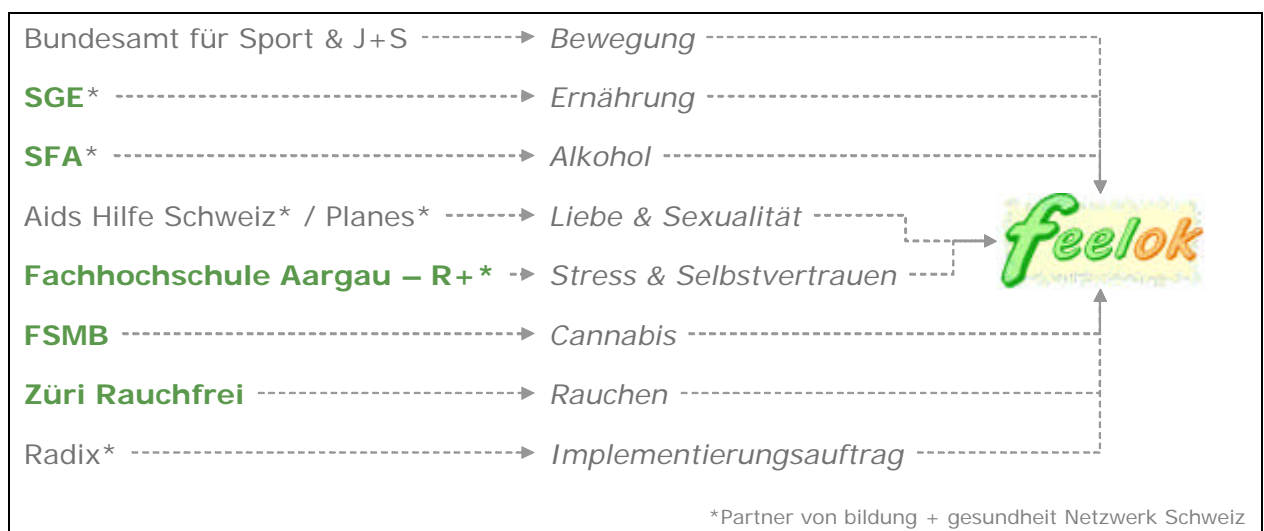 Bundesamt für Sport & J+S Bewegung
SGE* Ernährung
SFA* Alkohol
Aids Hilfe Schweiz* / Planes* Liebe & Sexualität
feelok
Fachhochschule Aargau – R+* Stress & Selbstvertrauen
FSMB Cannabis
Züri Rauchfrei Rauchen
Radix* Implementierungsauftrag
*Partner von bildung + gesundheit Netzwerk Schweiz